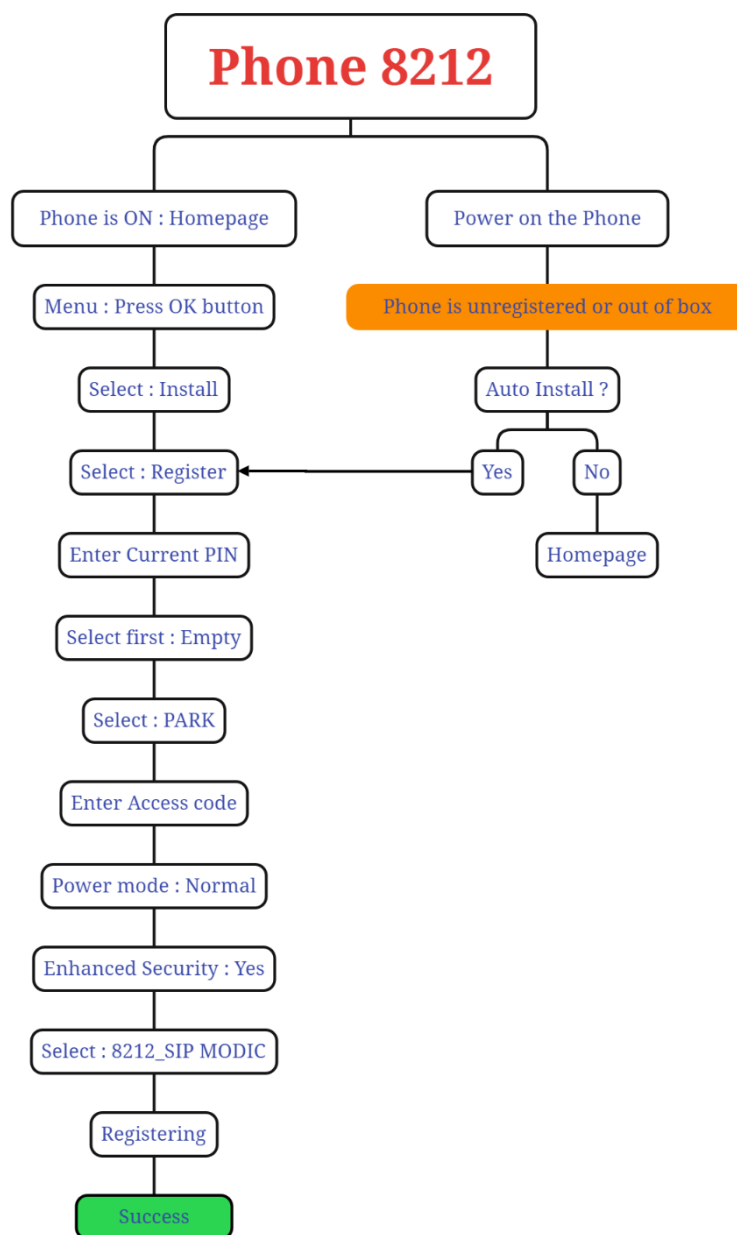 Phone 8212
Phone is ON : Homepage
Power on the Phone
Menu : Press OK button
Phone is unregistered or out of box
Select : Install
Auto Install ?
Select : Register
Yes
No
Enter Current PIN
Homepage
Select first : Empty
Select : PARK
Enter Access code
Power mode : Normal
Enhanced Security : Yes
Select : 8212_SIP MODIC
Registering
Success